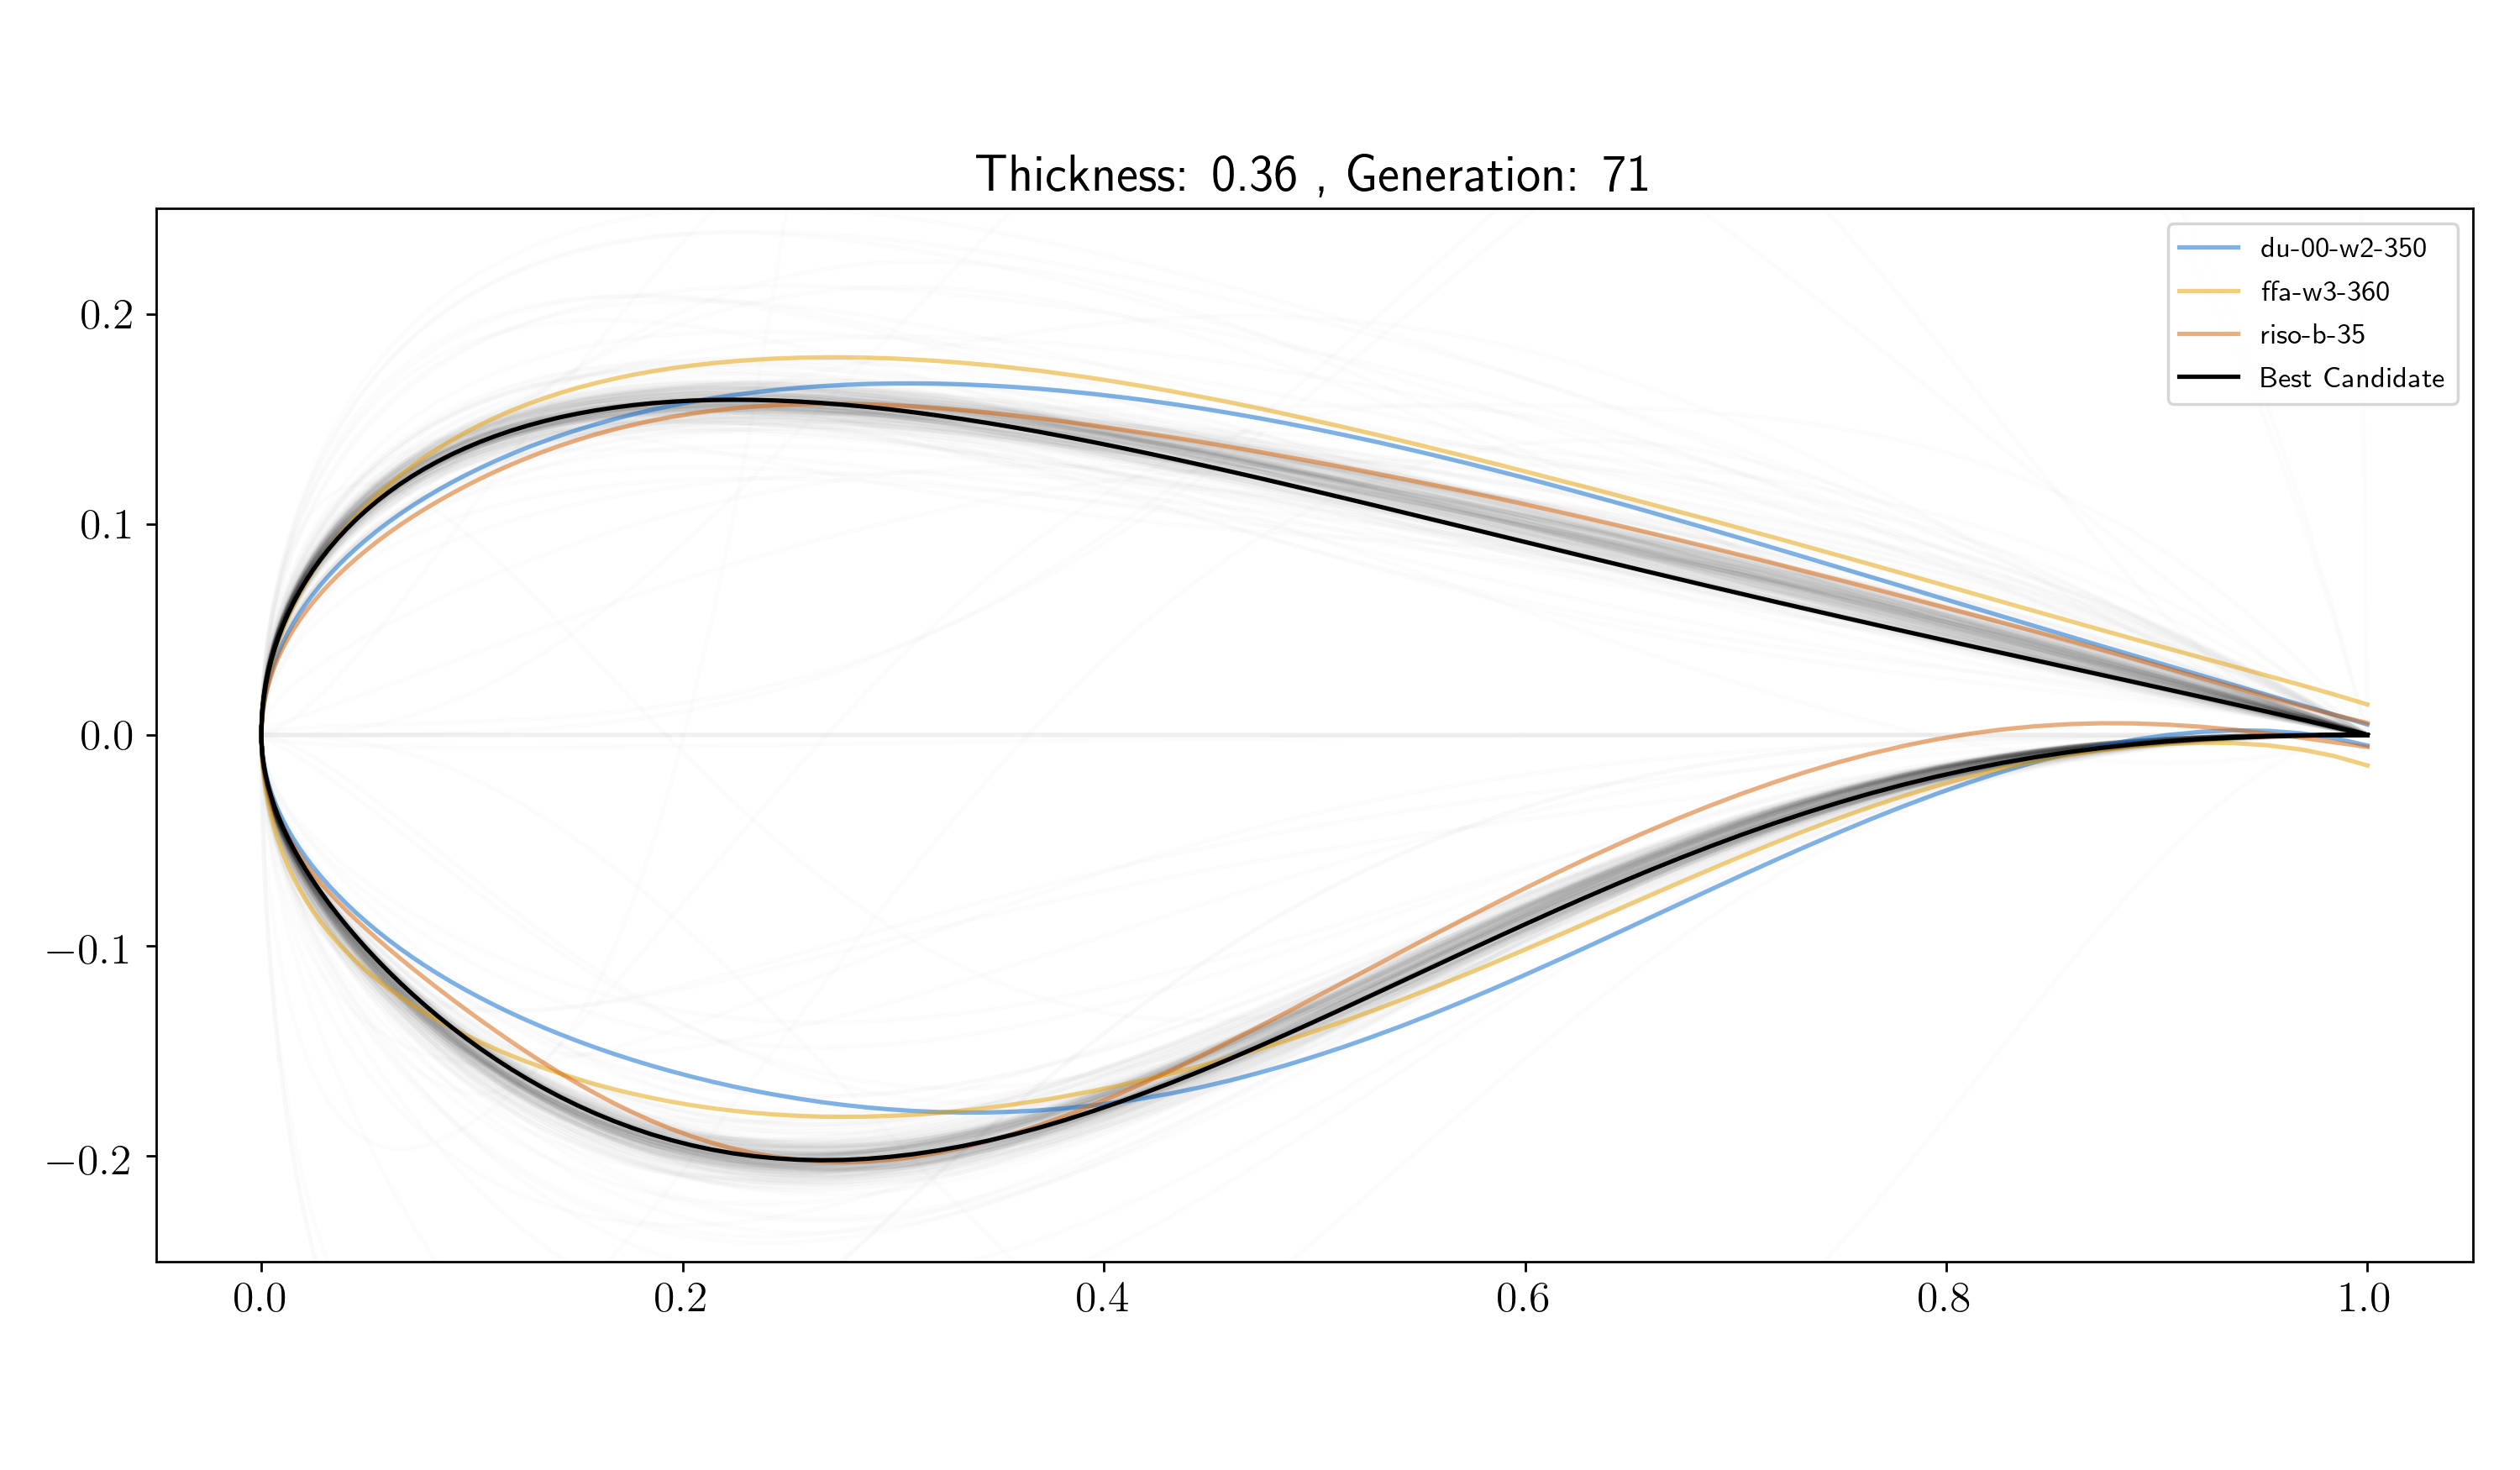 Thickness: 0.36 , Generation: 71
du-00-w2-350
ffa-w3-360
riso-b-35
Best Candidate
0.2
0.1
0.0
−0.1
−0.2
0.0 0.2 0.4 0.6 0.8 1.0